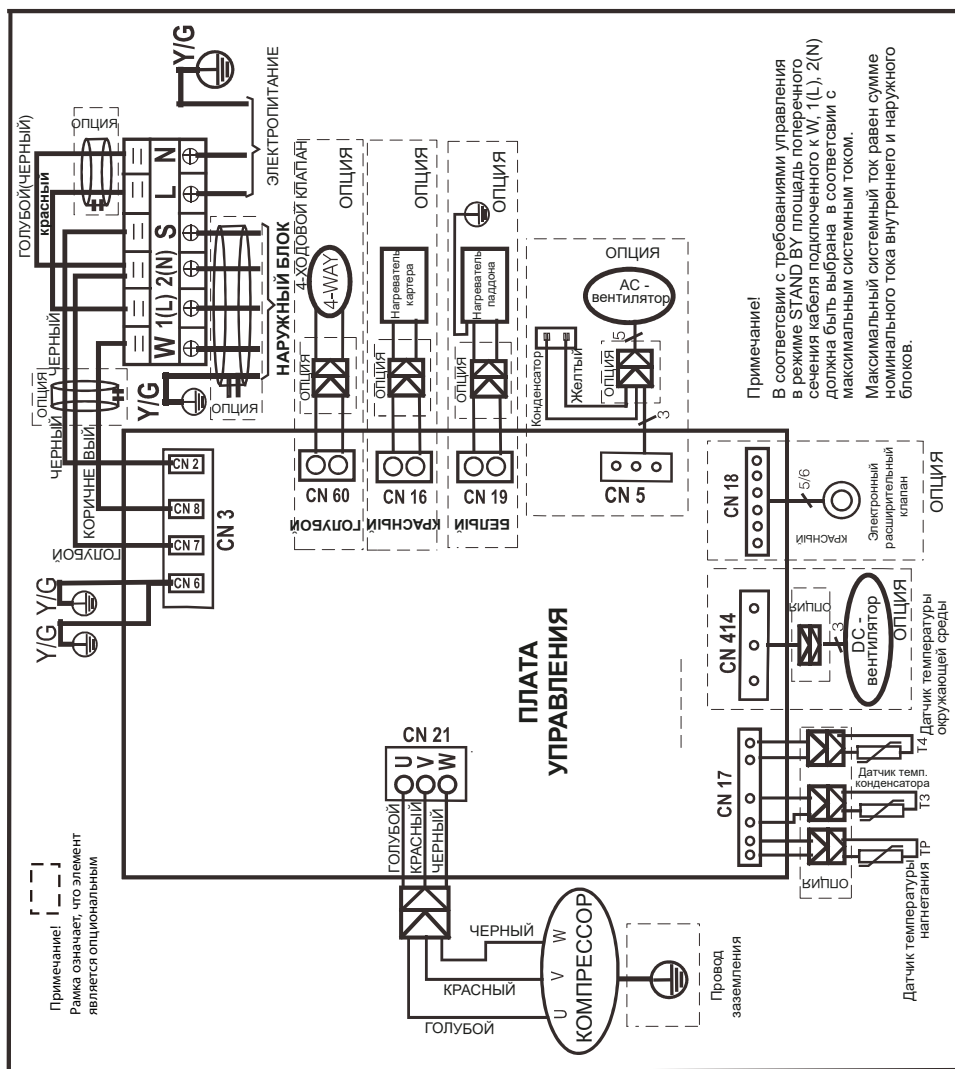 Примечание!
Рамка означает, что элемент
является опциональным
Y/G
Y/G
ГОЛУБОЙ
КОРИЧНЕ ВЫЙ
ЧЕРНЫЙ
ЧЕРНЫЙ
ЧЕРНЫЙ
ОПЦИЯ
ГОЛУБОЙ(ЧЕРНЫЙ)
красный
ОПЦИЯ
Y/G
W
1(L)
2(N)
S
L
N
Y/G
ОПЦИЯ
НАРУЖНЫЙ БЛОК
ЭЛЕКТРОПИТАНИЕ
CN 6
CN 7
CN 8
CN 2
CN 3
ГОЛУБОЙ
CN 60
ОПЦИЯ
4-WAY
4-ХОДОВОЙ КЛАПАН
ОПЦИЯ
КРАСНЫЙ
CN 16
ОПЦИЯ
Нагреватель
картера
ОПЦИЯ
БЕЛЫЙ
CN 19
ОПЦИЯ
Нагреватель
паддона
ОПЦИЯ
CN 5
3
Конденсатор
Желтый
ОПЦИЯ
5
AC -
вентилятор
ОПЦИЯ
CN 21
U
V
W
ГОЛУБОЙ
КРАСНЫЙ
ЧЕРНЫЙ
ПЛАТА
УПРАВЛЕНИЯ
ЧЕРНЫЙ
КРАСНЫЙ
ГОЛУБОЙ
U
V
W
КОМПРЕССОР
Провод
заземления
CN 17
ОПЦИЯ
TP
T3
T4
Датчик температуры
нагнетания
Датчик темп.
конденсатора
Датчик температуры
окружающей среды
CN 414
ОПЦИЯ
3
DC -
вентилятор
ОПЦИЯ
CN 18
КРАСНЫЙ
5/6
Электронный
расширительный
клапан
ОПЦИЯ
Примечание!
В соответсвии с требованиями управления
в режиме STAND BY площадь поперечного
сечения кабеля подключенного к W, 1(L), 2(N)
должна быть выбрана в соответсвии с
максимальным системным током.
Максимальный системный ток равен сумме
номинального тока внутреннего и наружного
блоков.